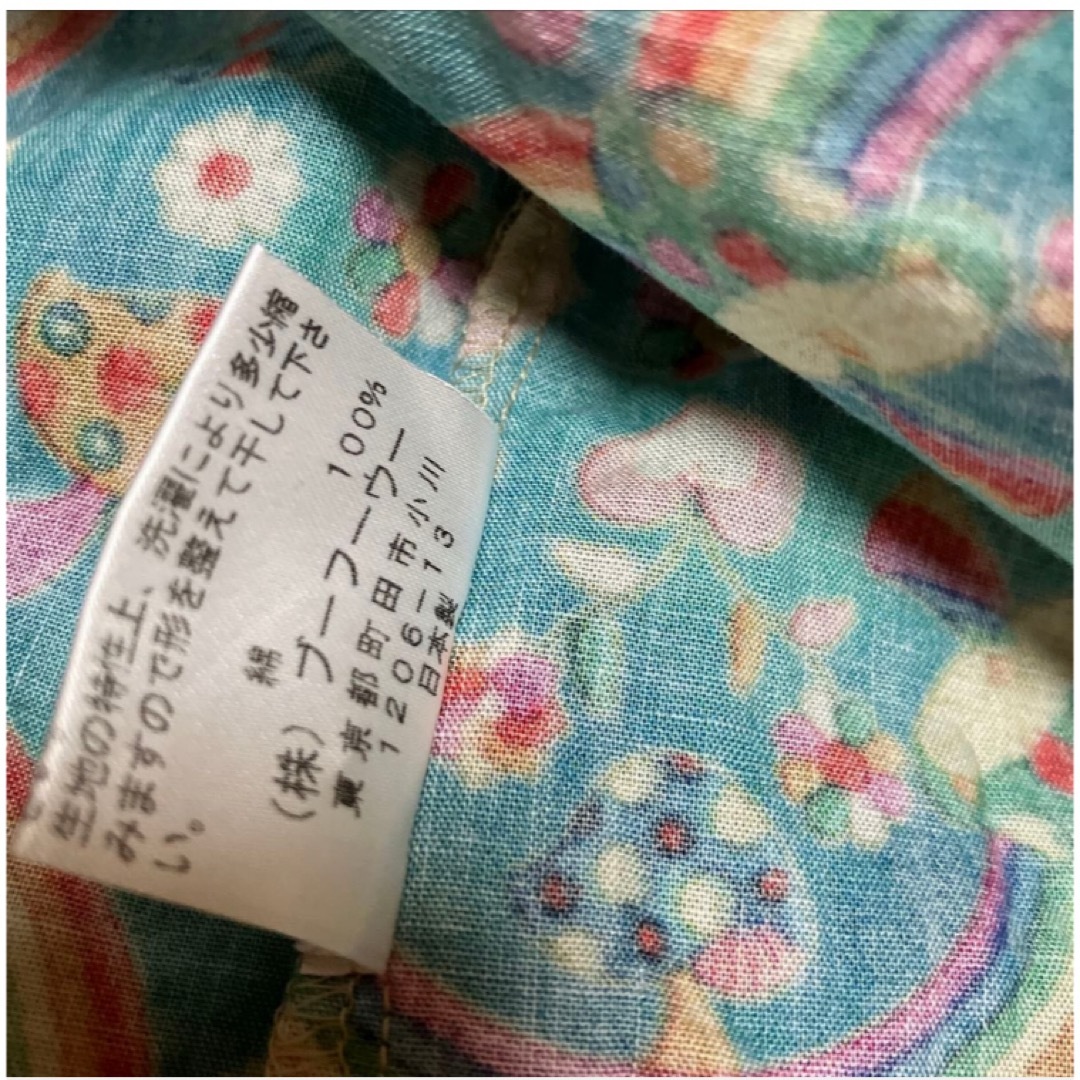 生地の特性上、洗濯により多少縮
みますので形を整えて干して下さ
い。
綿 100%
(株) ブーフーウー
東京都町田市小川
1206-13
日本製